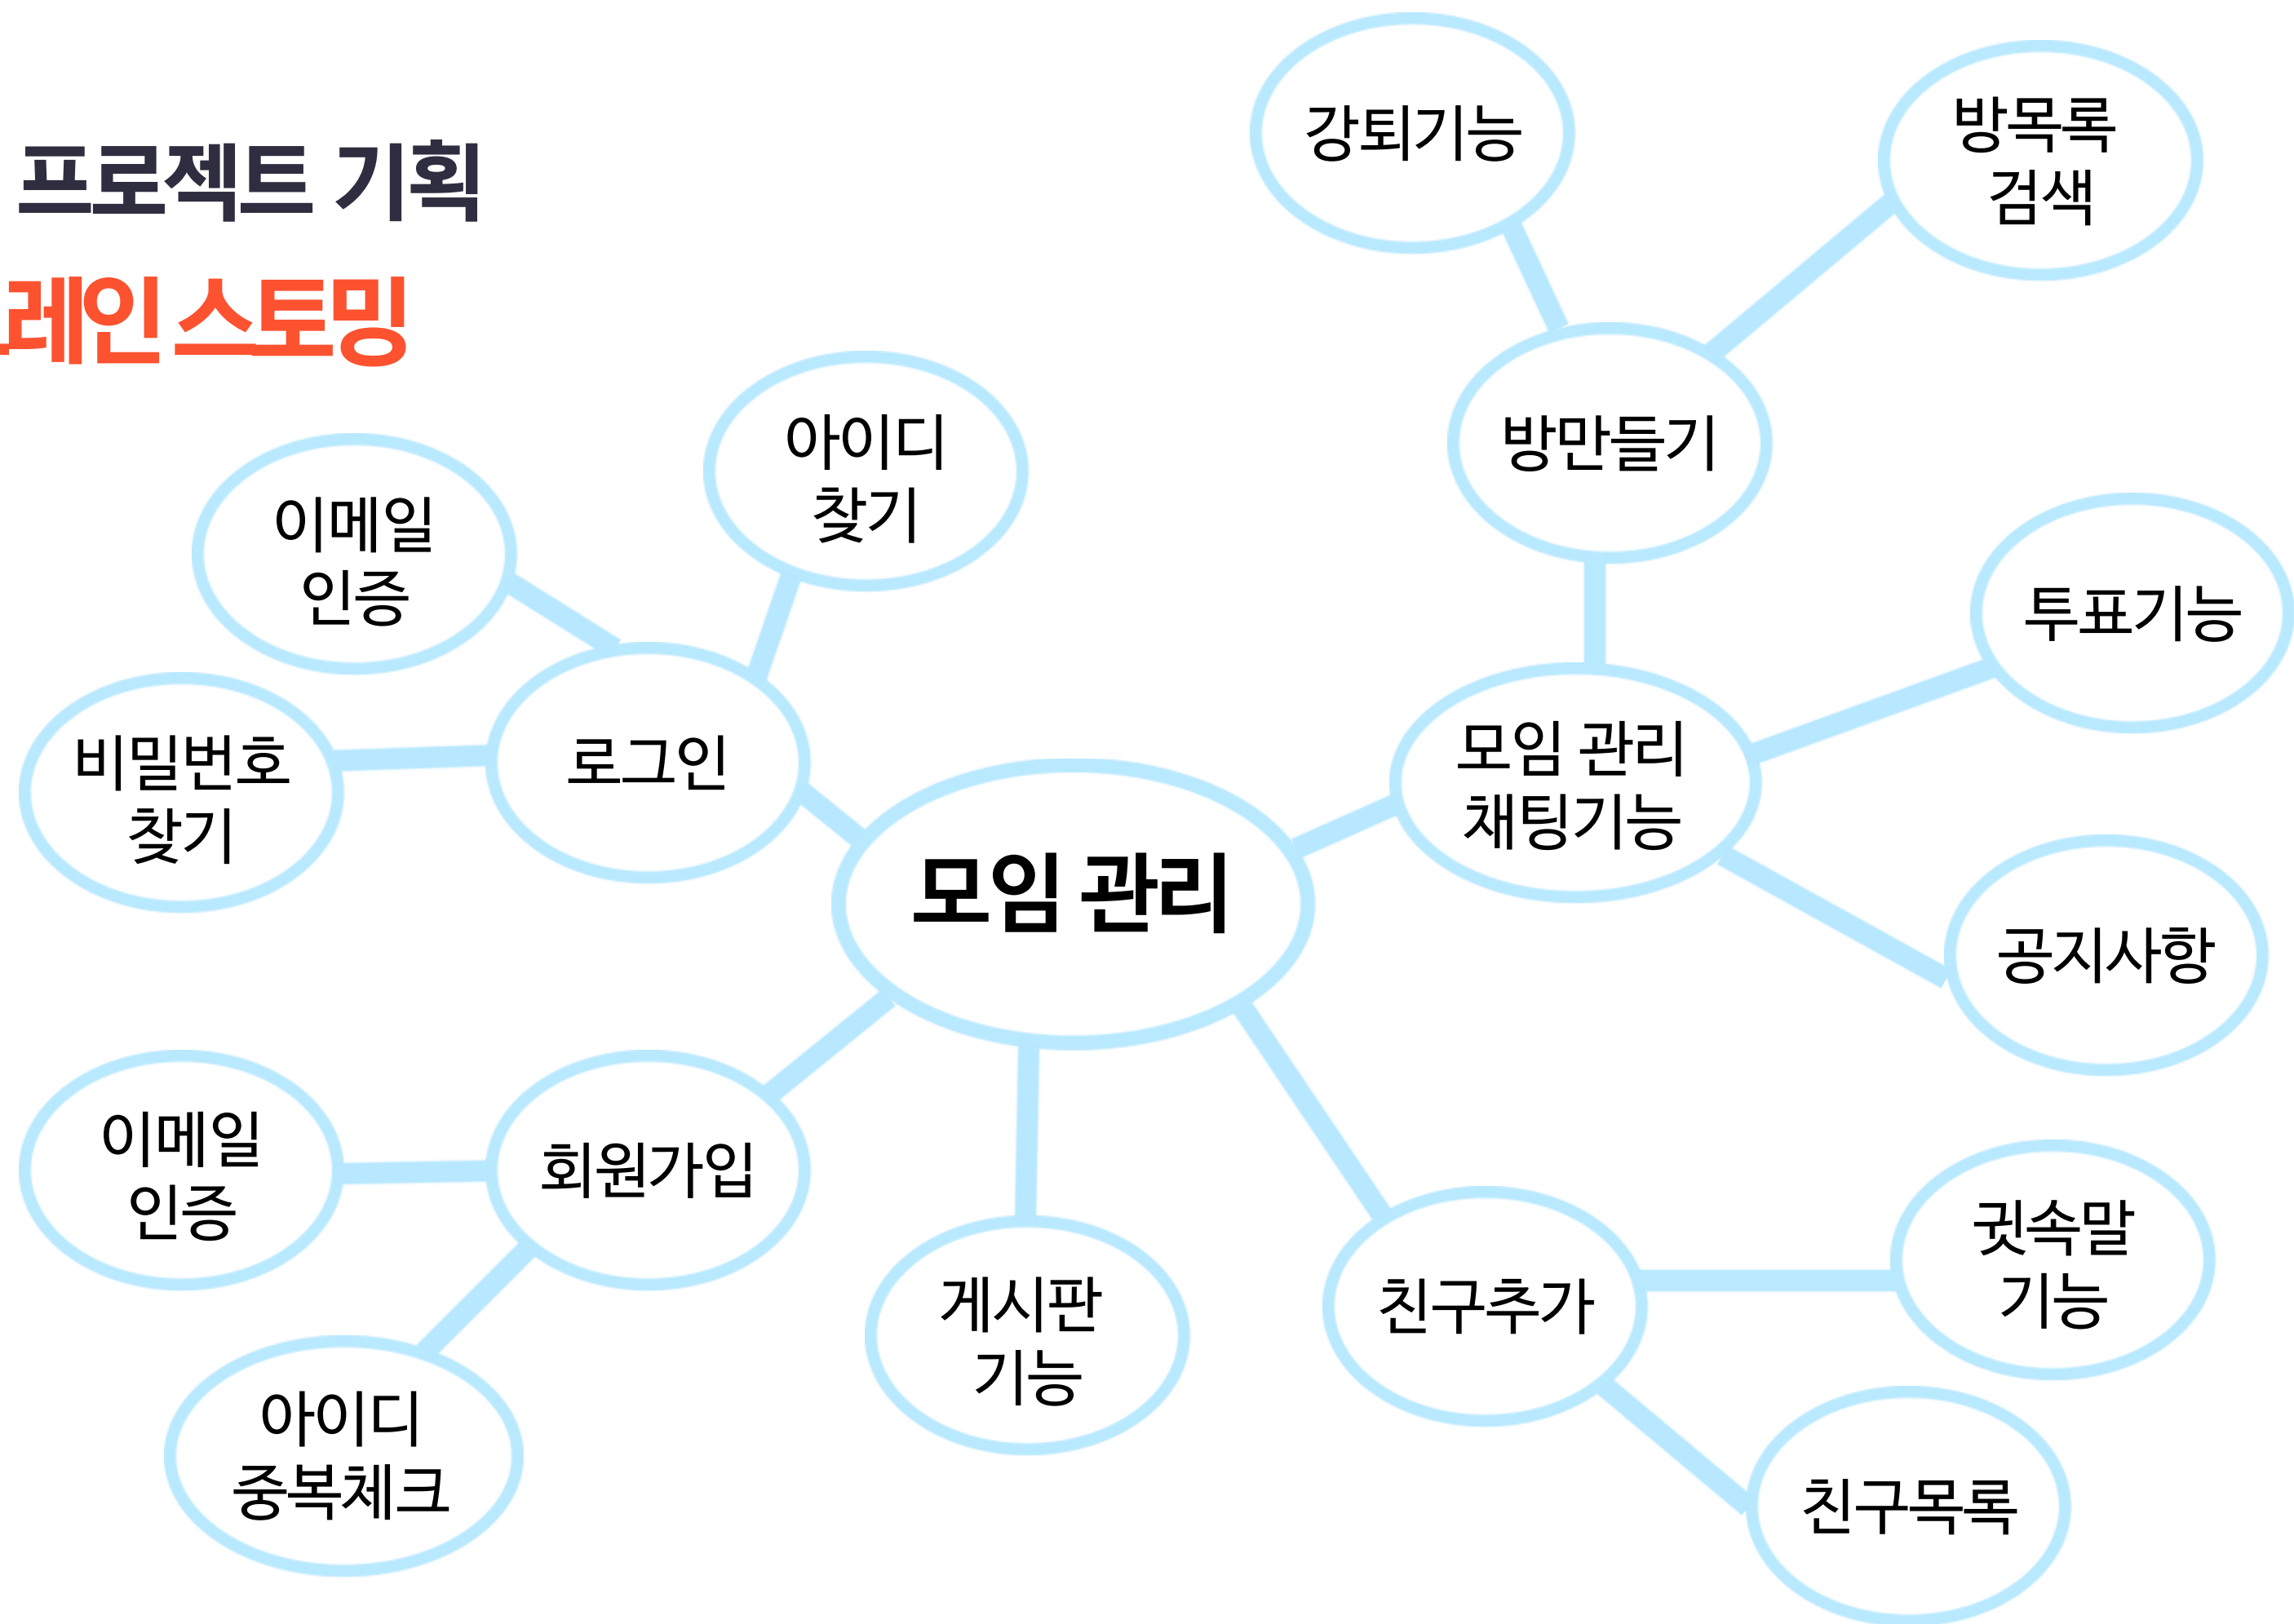 프로젝트 기획
레인 스토밍
강퇴기능
방목록
검색
아이디
찾기
방만들기
이메일
인증
투표기능
비밀번호
찾기
로그인
모임 관리
채팅기능
모임 관리
공지사항
이메일
인증
회원가입
게시판
기능
친구추가
귓속말
기능
아이디
중복체크
친구목록